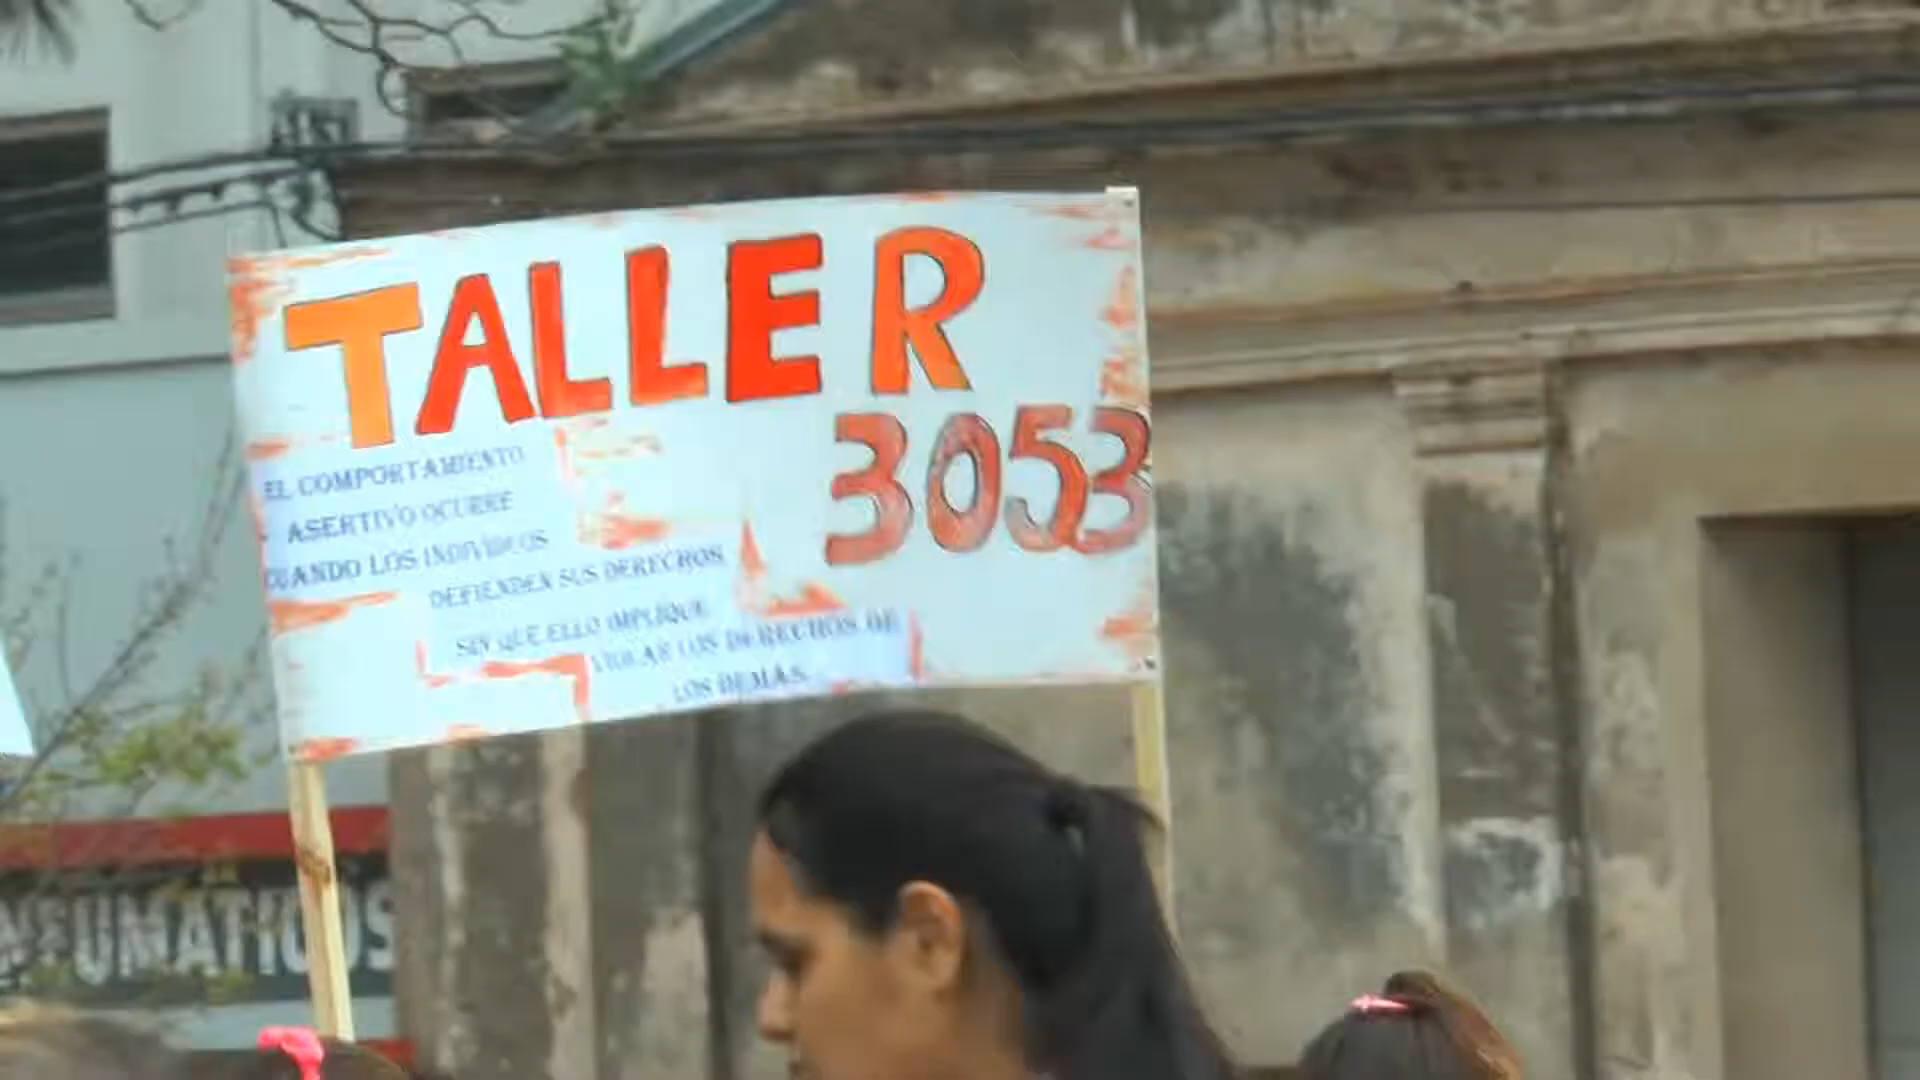 TALLER
3053
EL COMPORTAMIENTO
ASERTIVO OCURRE
CUANDO LOS INDIVIDUOS
DEFIENDEN SUS DERECHOS
SIN QUE ELLO IMPLIQUE
VIOLAR LOS DERECHOS DE
LOS DEMÁS.
NEUMATICOS